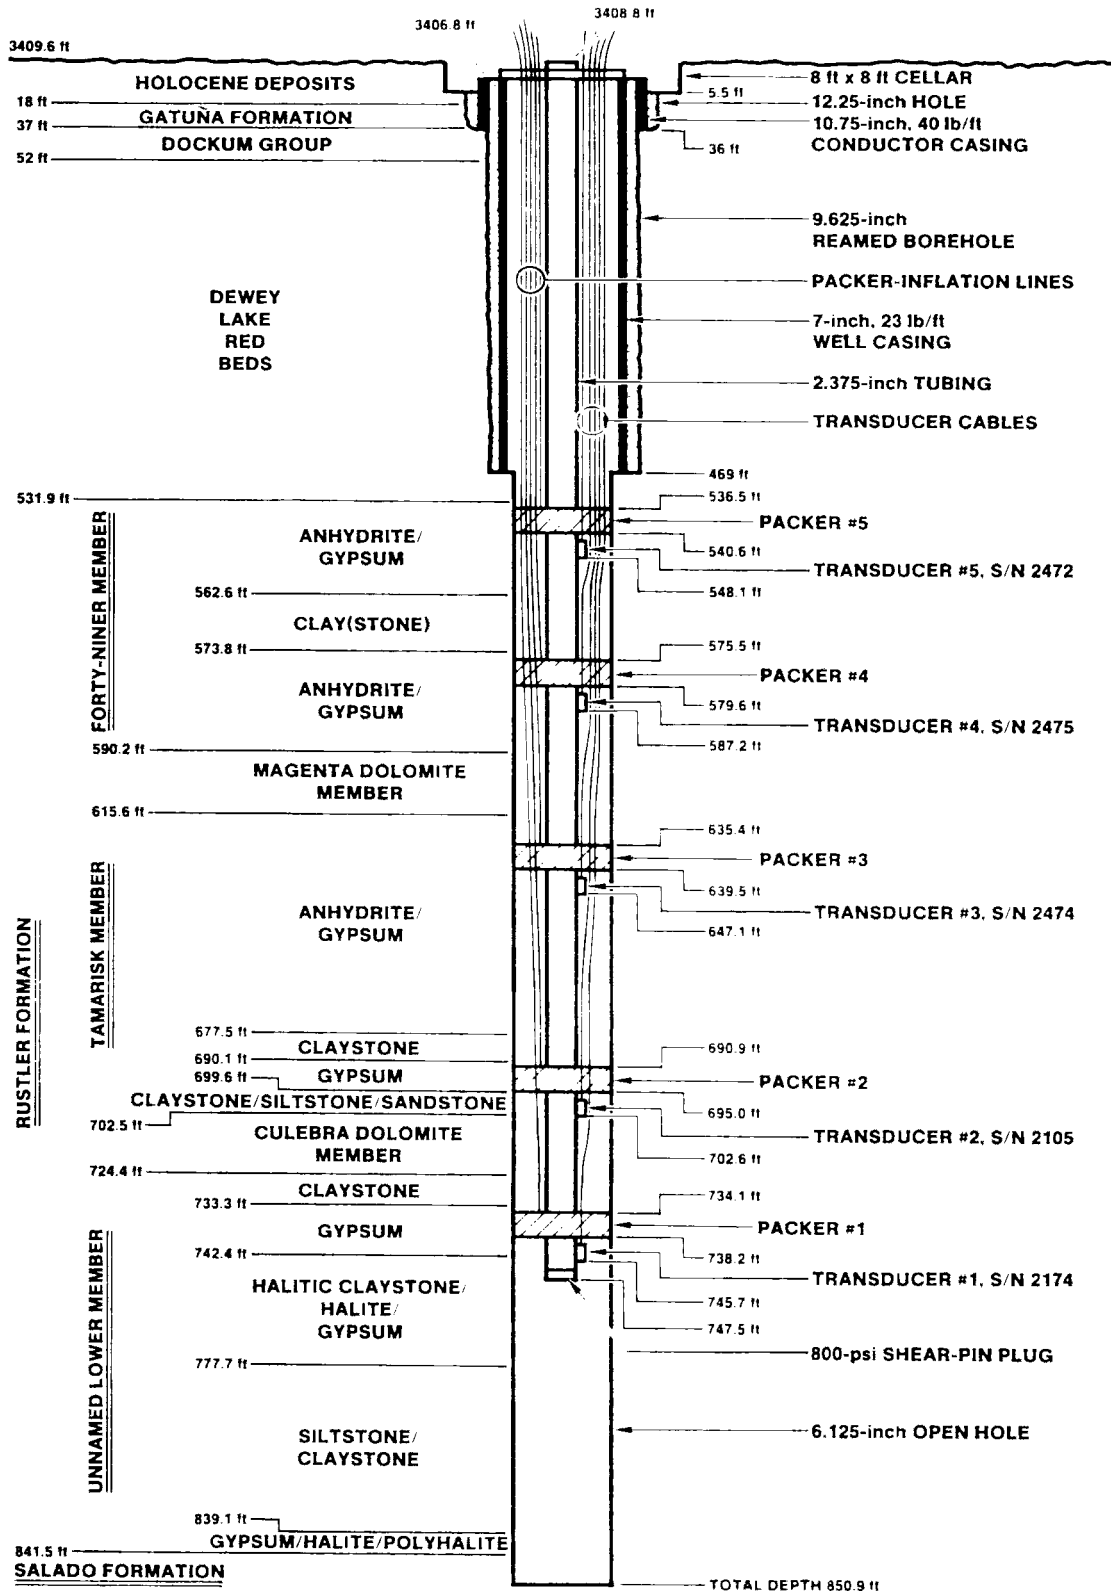 3406.8 ft
3408.8 ft
3409.6 ft
HOLOCENE DEPOSITS
18 ft
GATUÑA FORMATION
37 ft
DOCKUM GROUP
52 ft
8 ft x 8 ft CELLAR
5.5 ft
12.25-inch HOLE
10.75-inch, 40 lb/ft
CONDUCTOR CASING
36 ft
9.625-inch
REAMED BOREHOLE
PACKER-INFLATION LINES
DEWEY
LAKE
RED
BEDS
7-inch, 23 lb/ft
WELL CASING
2.375-inch TUBING
TRANSDUCER CABLES
469 ft
531.9 ft
536.5 ft
PACKER #5
ANHYDRITE/
GYPSUM
540.6 ft
TRANSDUCER #5, S/N 2472
548.1 ft
562.6 ft
CLAY(STONE)
573.8 ft
575.5 ft
PACKER #4
ANHYDRITE/
GYPSUM
579.6 ft
TRANSDUCER #4, S/N 2475
587.2 ft
FORTY-NINER MEMBER
590.2 ft
MAGENTA DOLOMITE
MEMBER
615.6 ft
635.4 ft
PACKER #3
639.5 ft
TRANSDUCER #3, S/N 2474
647.1 ft
ANHYDRITE/
GYPSUM
TAMARISK MEMBER
RUSTLER FORMATION
677.5 ft
CLAYSTONE
690.1 ft
GYPSUM
699.6 ft
690.9 ft
PACKER #2
695.0 ft
CLAYSTONE/SILTSTONE/SANDSTONE
702.5 ft
CULEBRA DOLOMITE
MEMBER
TRANSDUCER #2, S/N 2105
702.6 ft
724.4 ft
CLAYSTONE
733.3 ft
734.1 ft
GYPSUM
PACKER #1
742.4 ft
738.2 ft
TRANSDUCER #1, S/N 2174
745.7 ft
747.5 ft
HALITIC CLAYSTONE/
HALITE/
GYPSUM
800-psi SHEAR-PIN PLUG
777.7 ft
UNNAMED LOWER MEMBER
SILTSTONE/
CLAYSTONE
6.125-inch OPEN HOLE
839.1 ft
GYPSUM/HALITE/POLYHALITE
841.5 ft
SALADO FORMATION
TOTAL DEPTH 850.9 ft